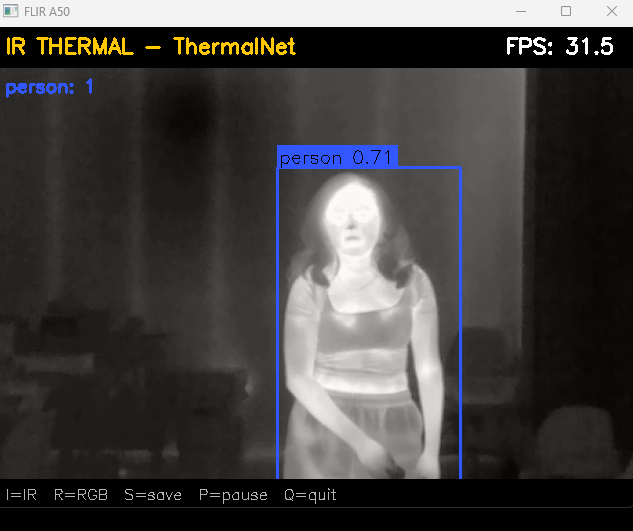 FLIR A50
IR THERMAL – ThermalNet
FPS: 31.5
person: 1
person 0.71
I=IR R=RGB S=save P=pause Q=quit